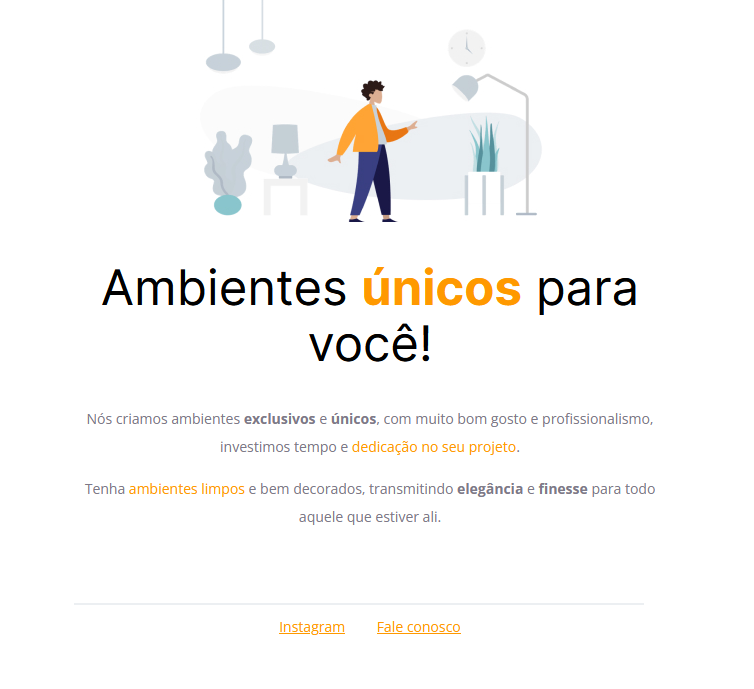 Ambientes únicos para
você!
Nós criamos ambientes exclusivos e únicos, com muito bom gosto e profissionalismo,
investimos tempo e dedicação no seu projeto.
Tenha ambientes limpos e bem decorados, transmitindo elegância e finesse para todo
aquele que estiver ali.
Instagram Fale conosco